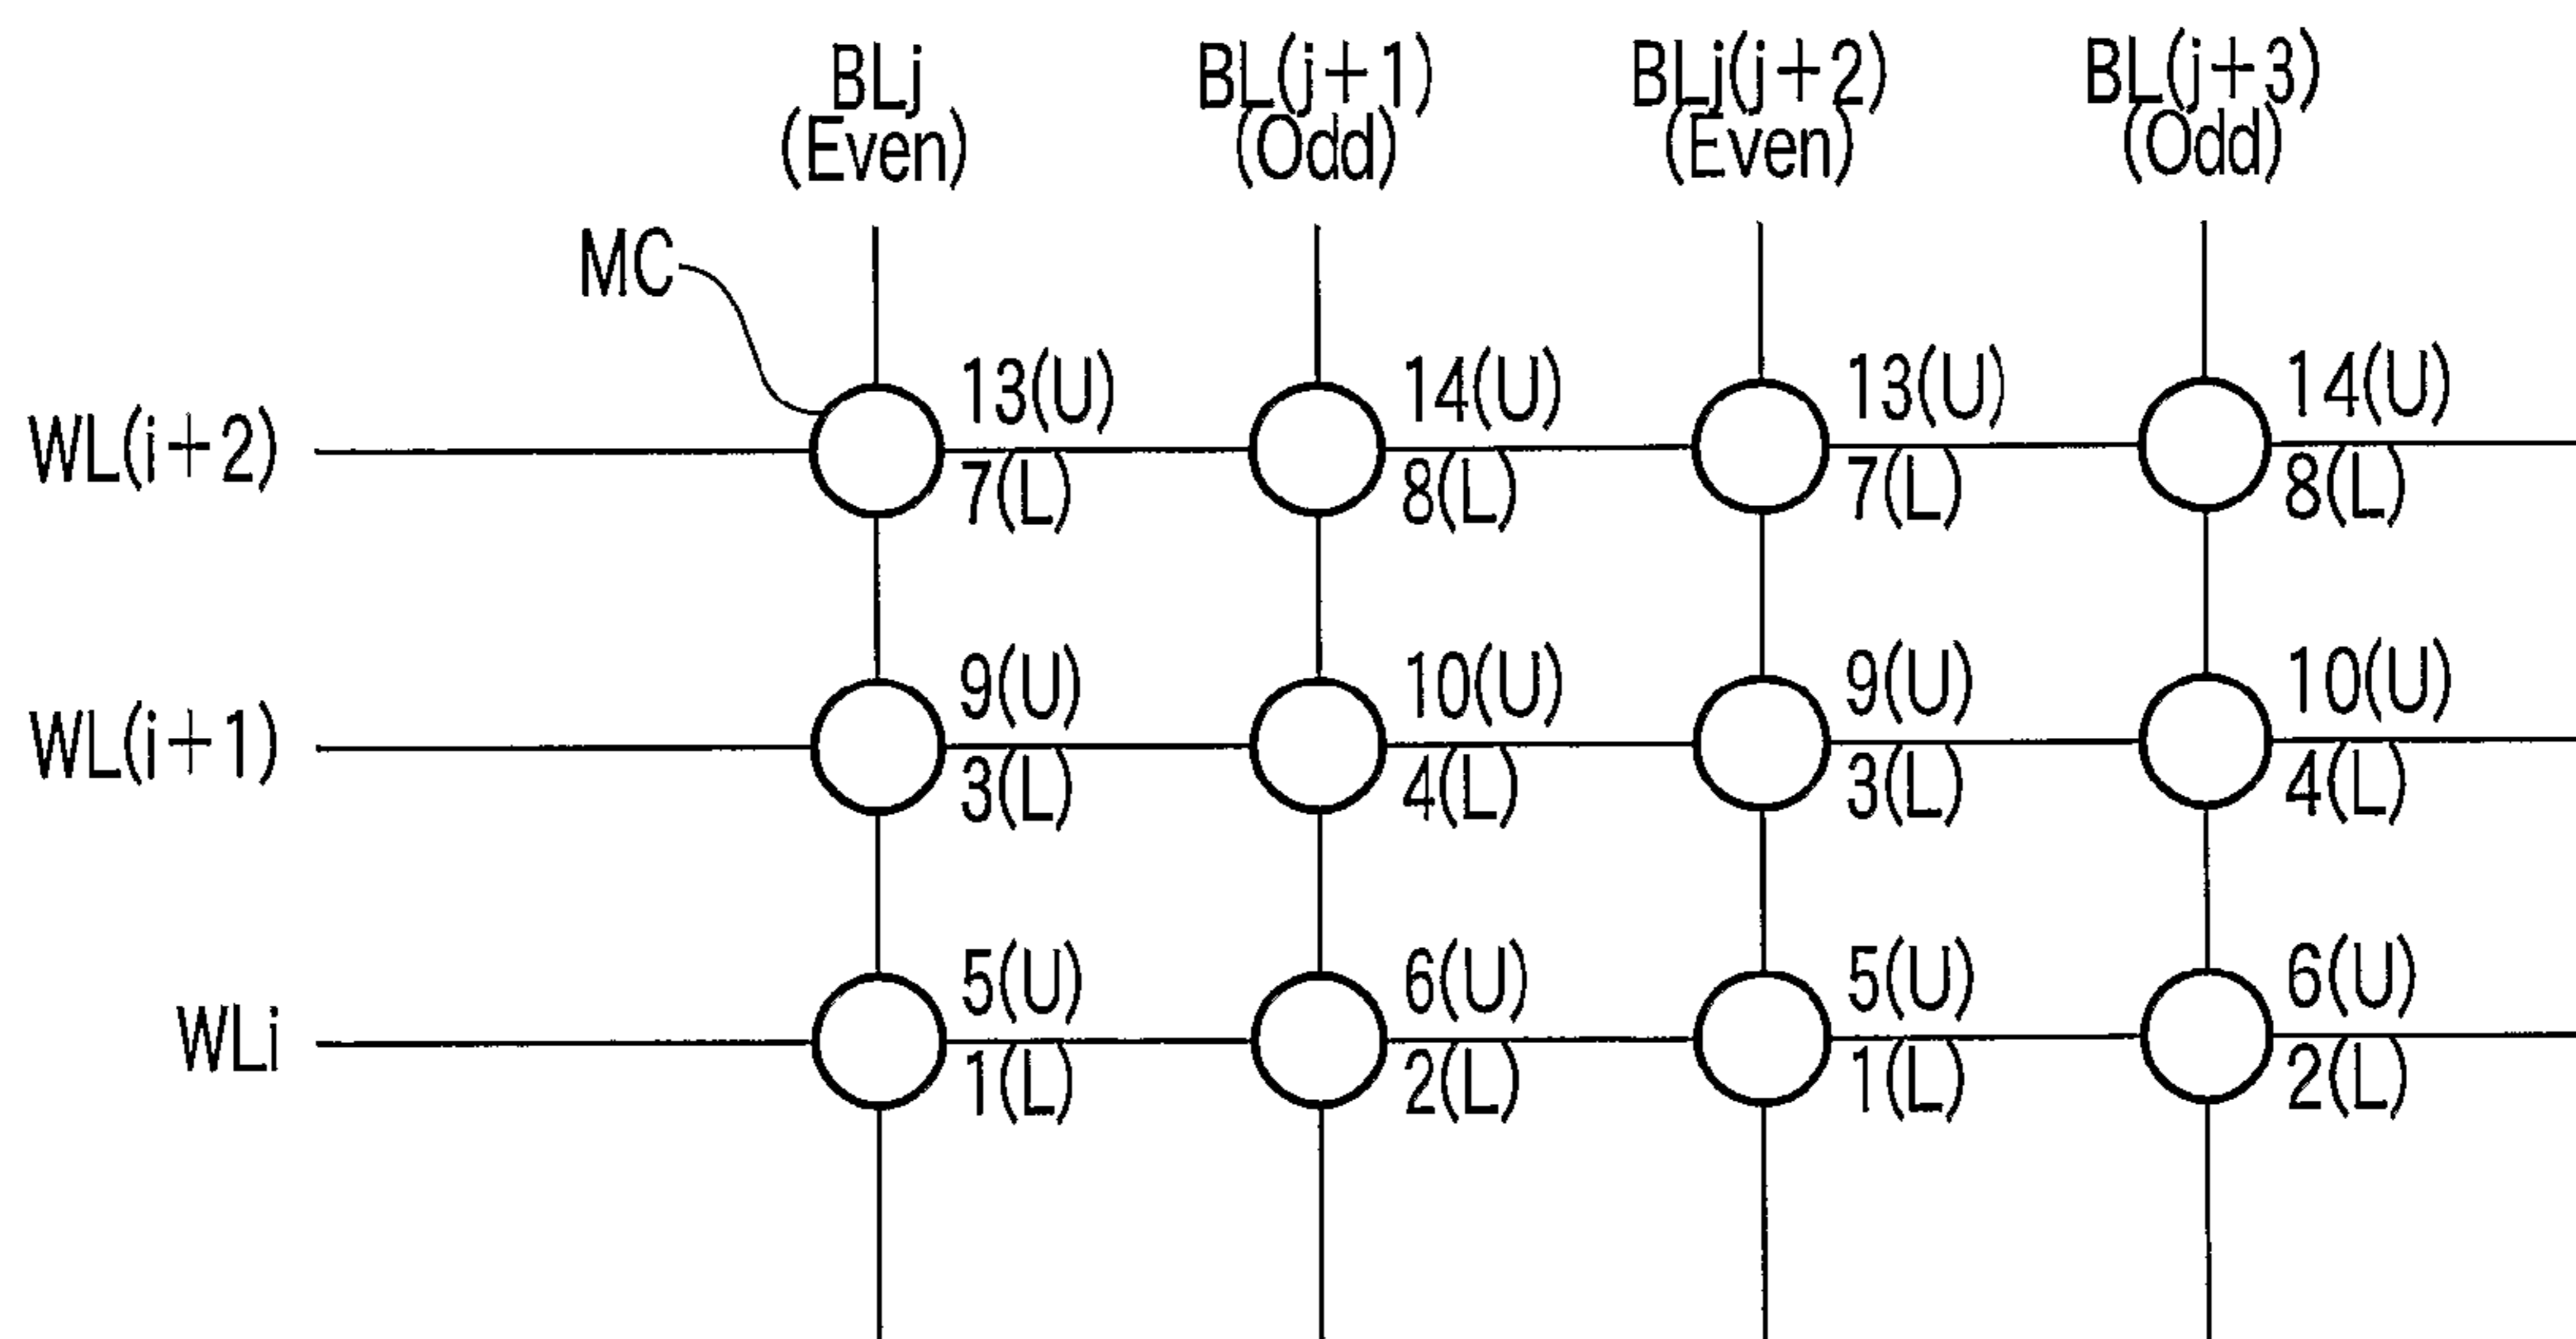 BLj
(Even)
BL(j+1)
(Odd)
BLj(j+2)
(Even)
BL(j+3)
(Odd)
MC
WL(i+2)
13(U)
14(U)
13(U)
14(U)
7(L)
8(L)
7(L)
8(L)
WL(i+1)
9(U)
10(U)
9(U)
10(U)
3(L)
4(L)
3(L)
4(L)
WLi
5(U)
6(U)
5(U)
6(U)
1(L)
2(L)
1(L)
2(L)